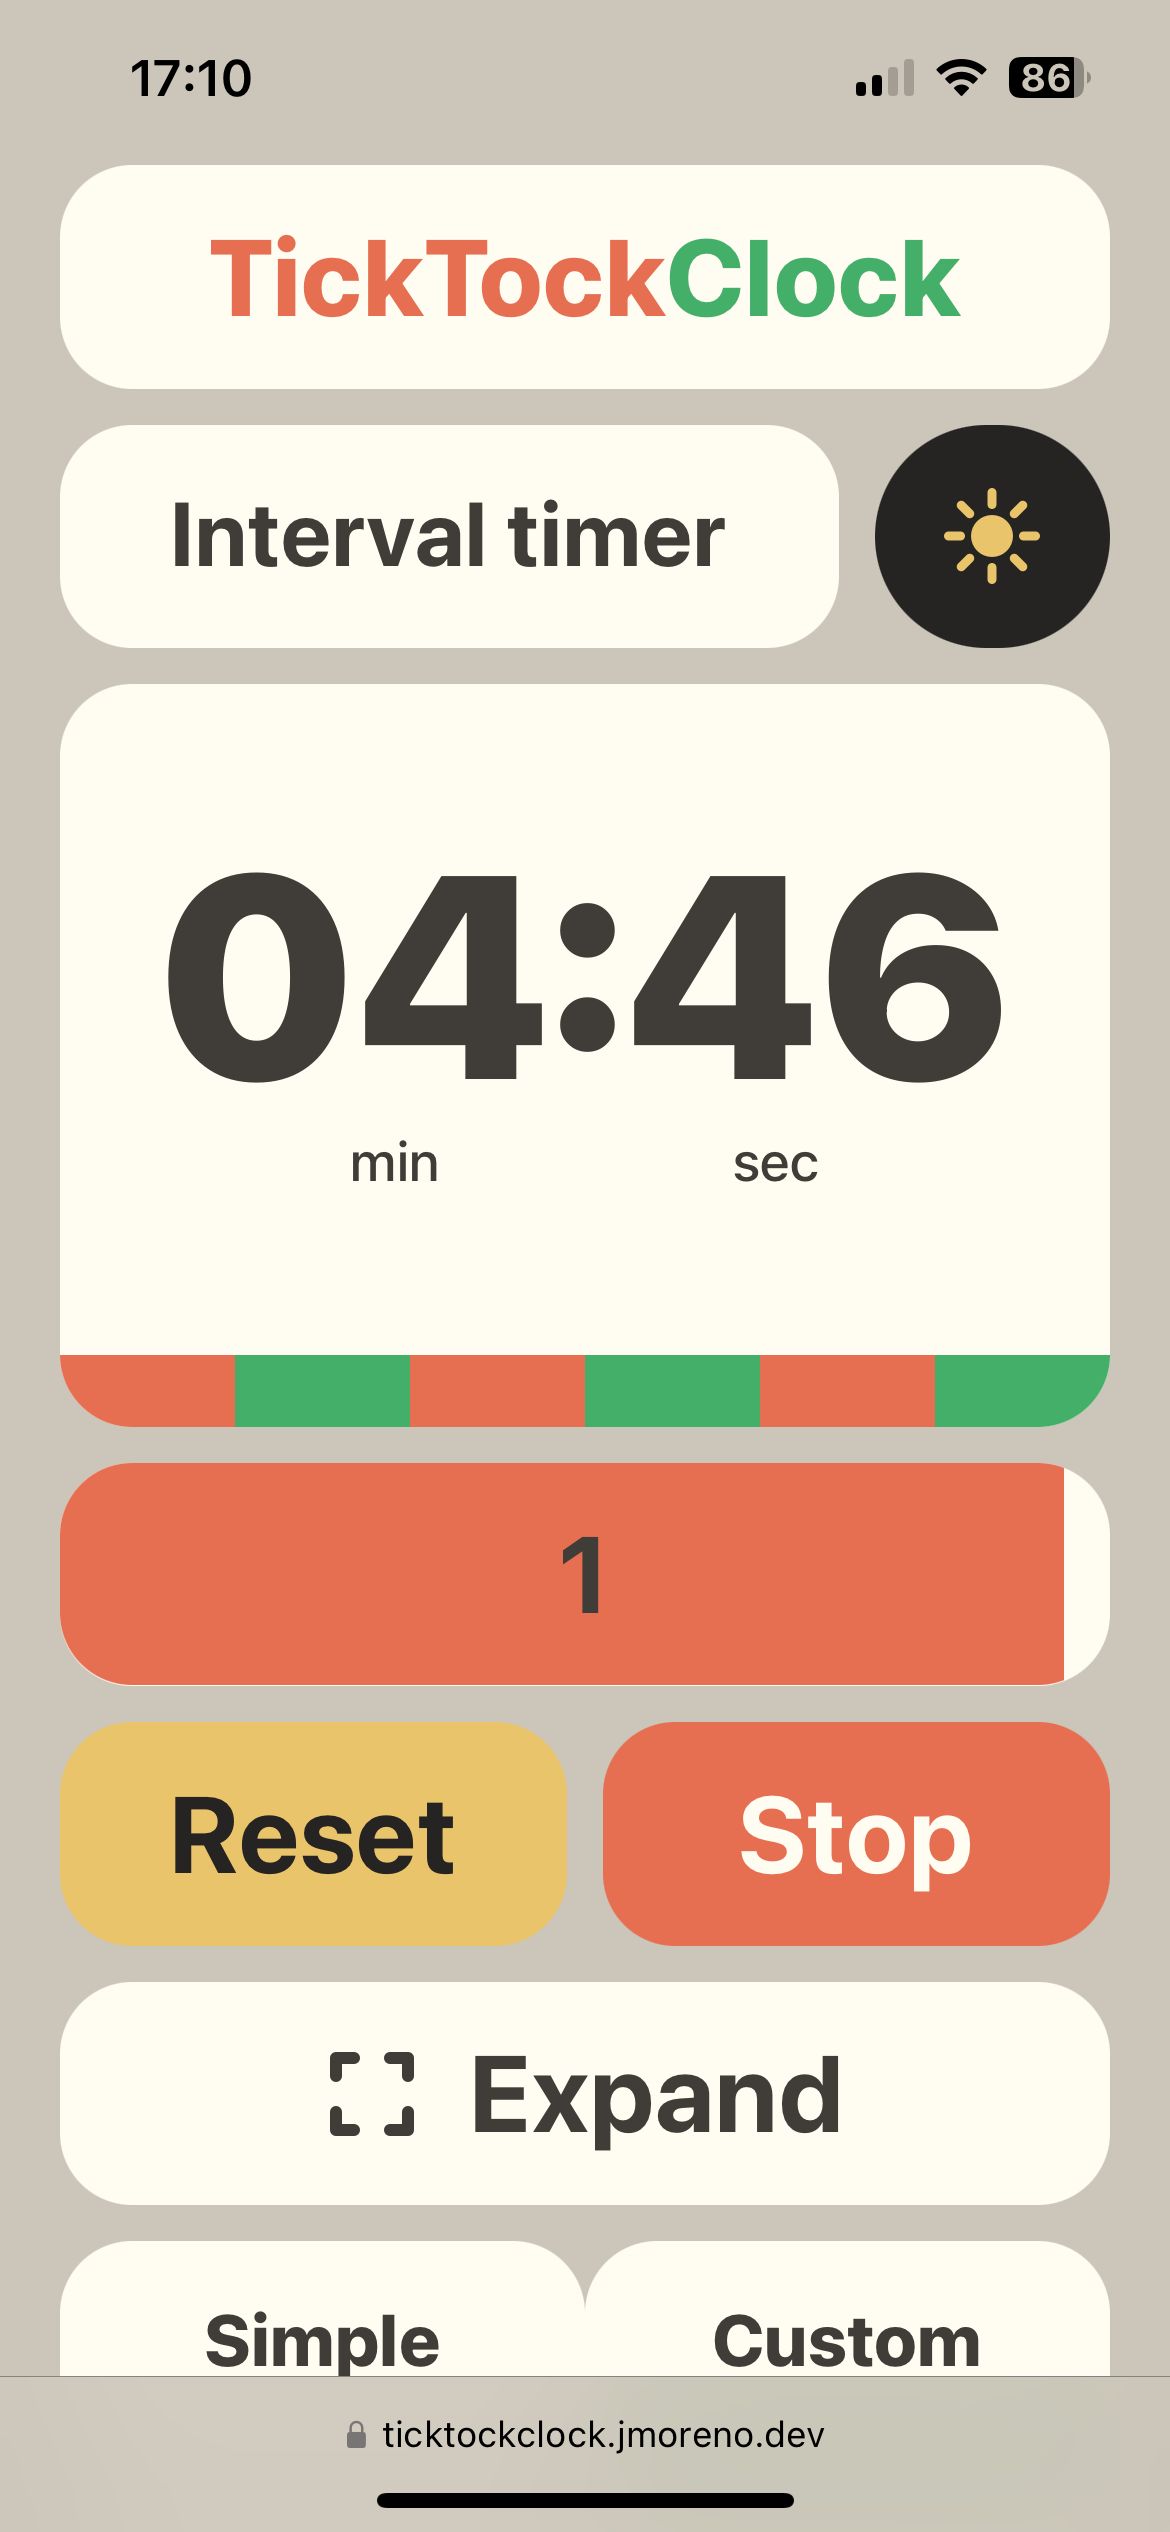 17:10 86
TickTockClock
Interval timer
04:46
min sec
1
Reset Stop
Expand
Simple Custom
ticktockclock.jmoreno.dev